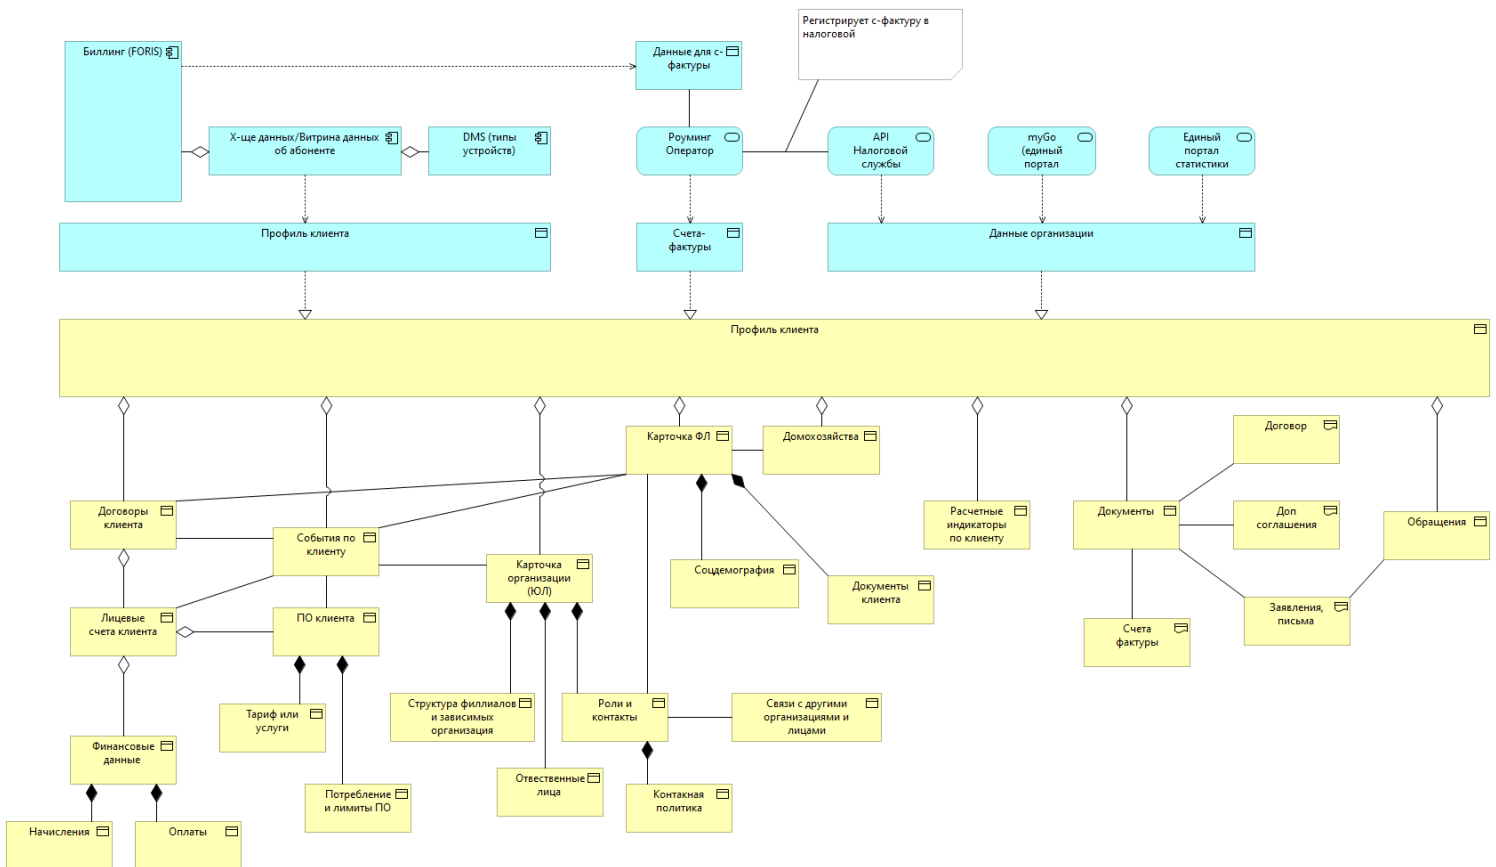 Регистрирует с-фактуру в
налоговой
Биллинг (FORIS)
Данные для с-
фактуры
Х-ще данных/Витрина данных
об абоненте
DMS (типы
устройств)
Роуминг
Оператор
API
Налоговой
службы
myGo
(единый
портал
Единый
портал
статистики
Профиль клиента
Счета-
фактуры
Данные организации
Профиль клиента
Карточка ФЛ
Домохозяйства
Договор
Договоры
клиента
События по
клиенту
Карточка
организации
(ЮЛ)
Соцдемография
Документы
клиента
Расчетные
индикаторы
по клиенту
Документы
Доп
соглашения
Обращения
Лицевые
счета клиента
ПО клиента
Счета
фактуры
Заявления,
письма
Тариф или
услуги
Структура филлиалов
и зависимых
организация
Роли и
контакты
Связи с другими
организациями и
лицами
Финансовые
данные
Потребление
и лимиты ПО
Отвественные
лица
Контакная
политика
Начисления
Оплаты